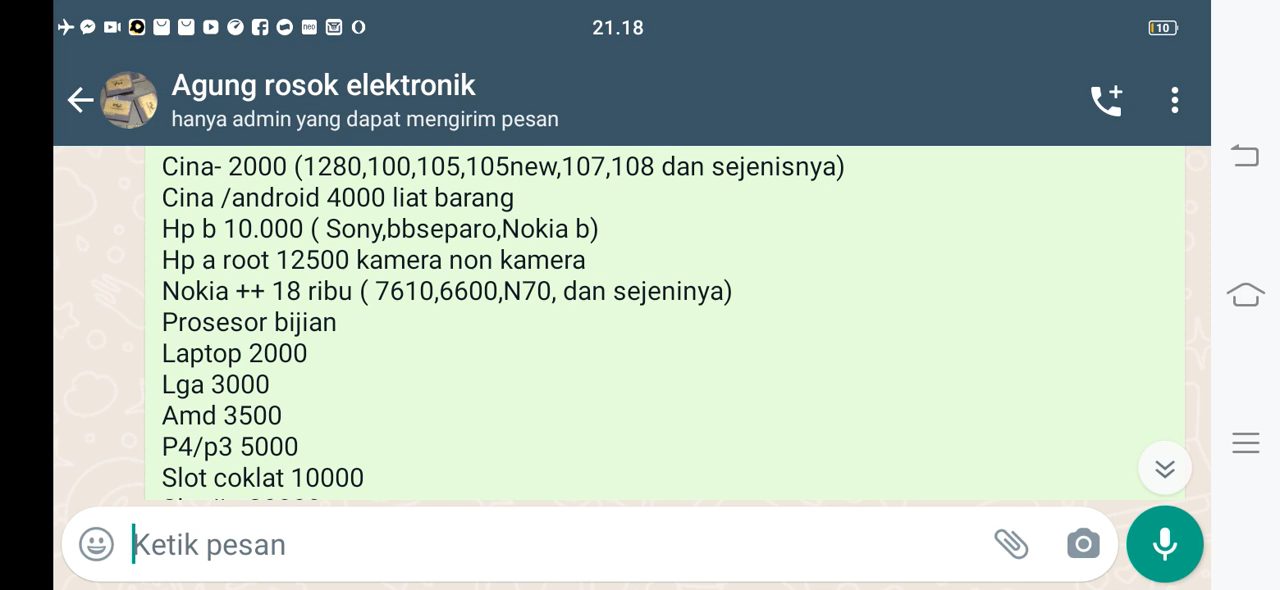 21.18
10
Agung rosok elektronik
hanya admin yang dapat mengirim pesan
Cina- 2000 (1280,100,105,105new,107,108 dan sejenisnya)
Cina /android 4000 liat barang
Hp b 10.000 ( Sony,bbseparo,Nokia b)
Hp a root 12500 kamera non kamera
Nokia ++ 18 ribu ( 7610,6600,N70, dan sejeninya)
Prosesor bijian
Laptop 2000
Lga 3000
Amd 3500
P4/p3 5000
Slot coklat 10000
Ketik pesan